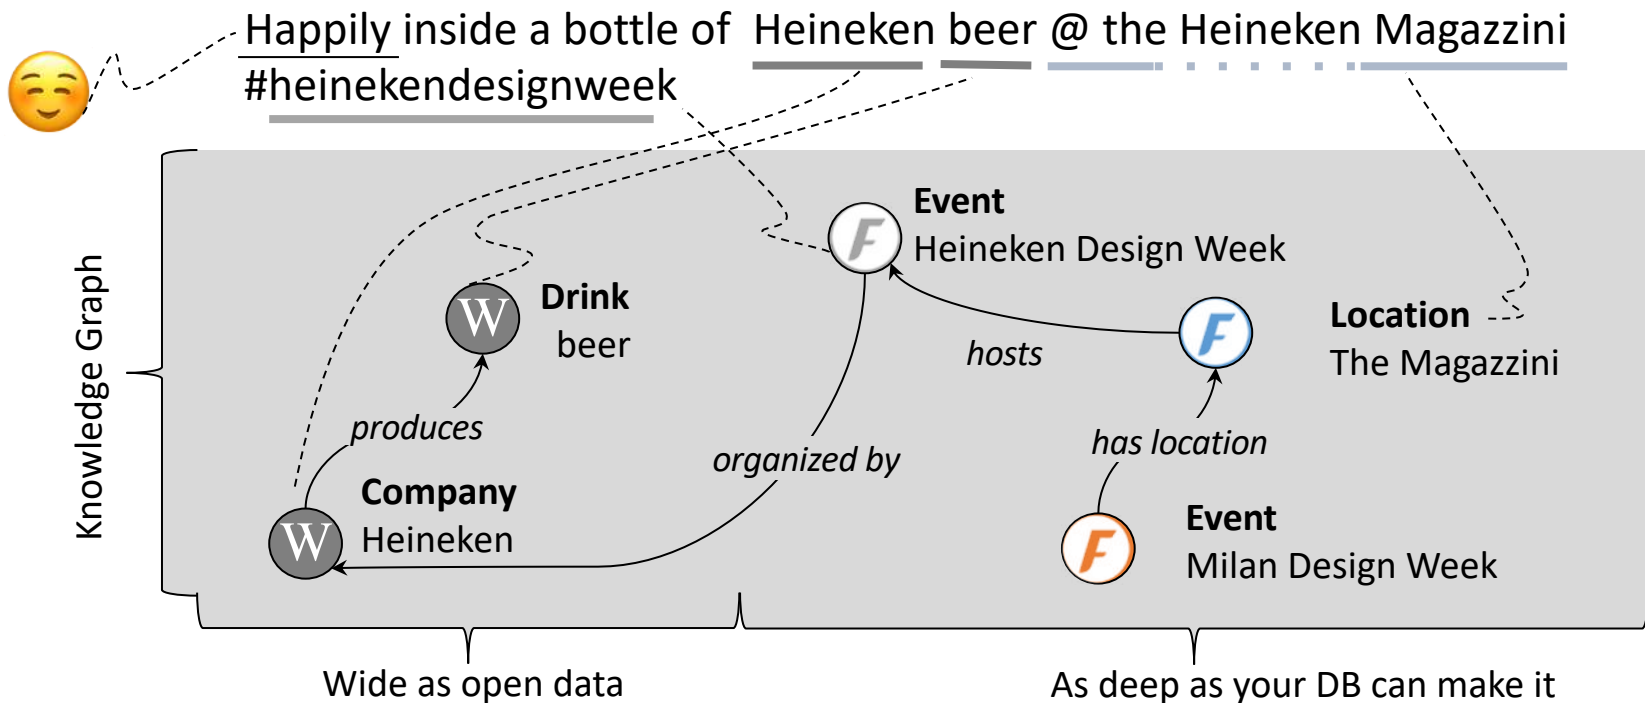 Happily inside a bottle of Heineken beer @ the Heineken Magazzini
#heinekendesignweek
Knowledge Graph
Event
Heineken Design Week
F
W
Drink
beer
F
Location
The Magazzini
hosts
produces
organized by
has location
Company
Heineken
W
F
Event
Milan Design Week
Wide as open data
As deep as your DB can make it